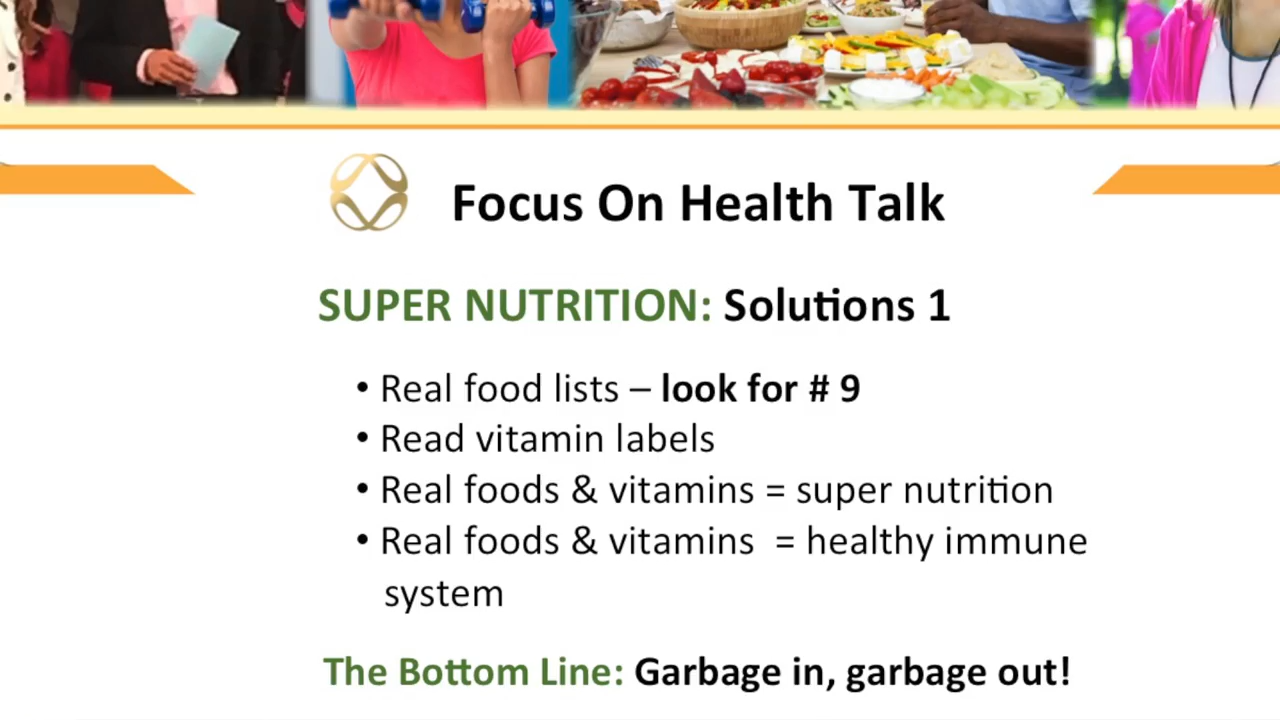 Focus On Health Talk
SUPER NUTRITION: Solutions 1
• Real food lists – look for # 9
• Read vitamin labels
• Real foods & vitamins = super nutrition
• Real foods & vitamins = healthy immune
system
The Bottom Line: Garbage in, garbage out!